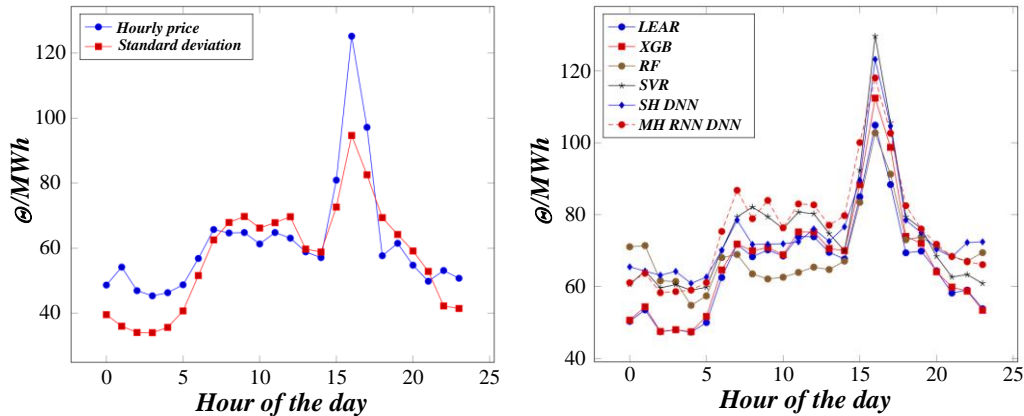 Hourly price
Standard deviation
120
100
80
60
40
0
5
10
15
20
25
Θ/MWh
Hour of the day
LEAR
XGB
RF
SVR
SH DNN
MH RNN DNN
120
100
80
60
40
0
5
10
15
20
25
Θ/MWh
Hour of the day